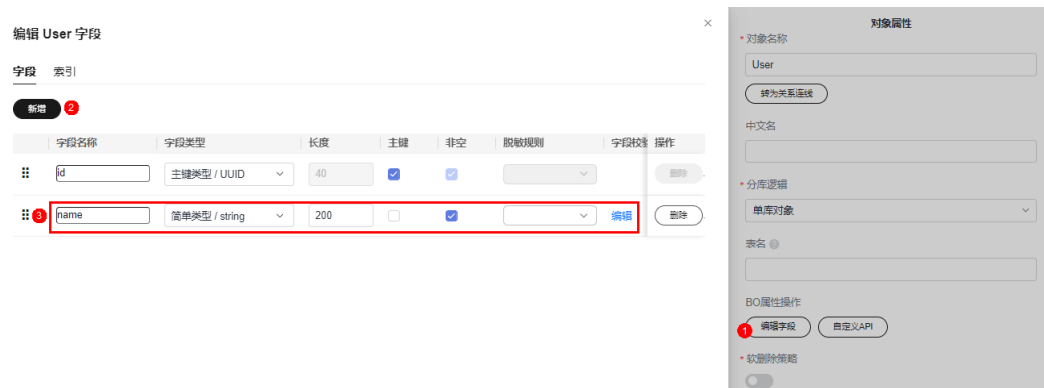 编辑 User 字段
字段 索引
新增 2
字段名称 字段类型 长度 主键 非空 脱敏规则 字段校验 操作
id 主键类型 / UUID 40 删除
3 name 简单类型 / string 200 编辑 删除
对象属性
* 对象名称
User
转为关系连线
中文名
* 分库逻辑
单库对象
表名
BO属性操作
1 编辑字段 自定义API
* 软删除策略